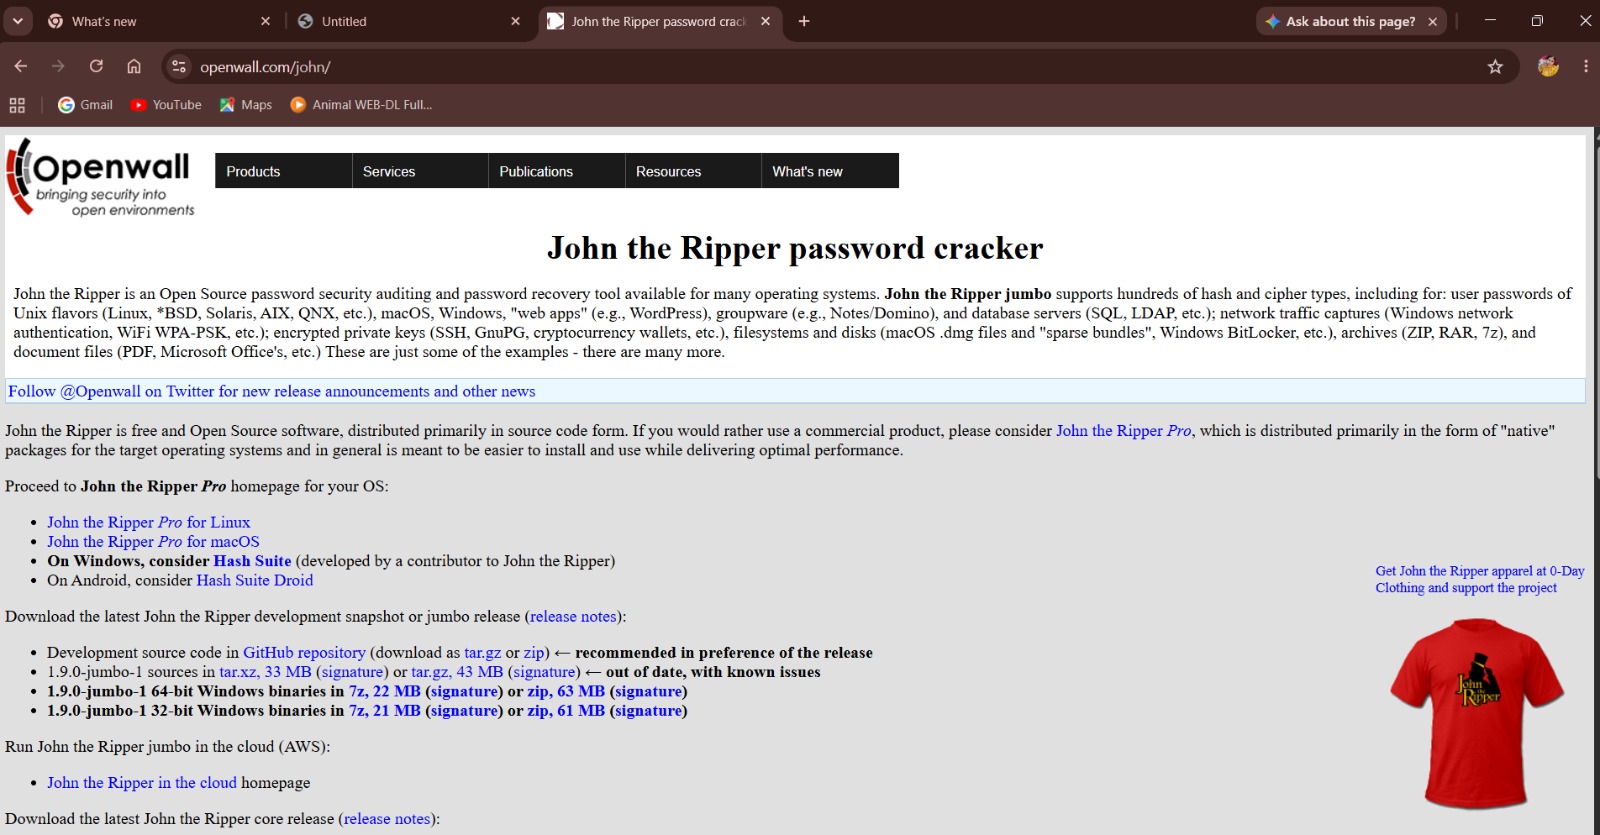 What's new
Untitled
John the Ripper password crack
Ask about this page?
openwall.com/john/
Gmail
YouTube
Maps
Animal WEB-DL Full...
Openwall
bringing security into
open environments
Products
Services
Publications
Resources
What's new
John the Ripper password cracker
John the Ripper is an Open Source password security auditing and password recovery tool available for many operating systems. John the Ripper jumbo supports hundreds of hash and cipher types, including for: user passwords of
Unix flavors (Linux, *BSD, Solaris, AIX, QNX, etc.), macOS, Windows, "web apps" (e.g., WordPress), groupware (e.g., Notes/Domino), and database servers (SQL, LDAP, etc.); network traffic captures (Windows network
authentication, WiFi WPA-PSK, etc.); encrypted private keys (SSH, GnuPG, cryptocurrency wallets, etc.), filesystems and disks (macOS .dmg files and "sparse bundles", Windows BitLocker, etc.), archives (ZIP, RAR, 7z), and
document files (PDF, Microsoft Office's, etc.) These are just some of the examples - there are many more.
Follow @Openwall on Twitter for new release announcements and other news
John the Ripper is free and Open Source software, distributed primarily in source code form. If you would rather use a commercial product, please consider John the Ripper Pro, which is distributed primarily in the form of "native"
packages for the target operating systems and in general is meant to be easier to install and use while delivering optimal performance.
Proceed to John the Ripper Pro homepage for your OS:
• John the Ripper Pro for Linux
• John the Ripper Pro for macOS
• On Windows, consider Hash Suite (developed by a contributor to John the Ripper)
• On Android, consider Hash Suite Droid
Get John the Ripper apparel at 0-Day
Clothing and support the project
John
the
Ripper
Download the latest John the Ripper development snapshot or jumbo release (release notes):
• Development source code in GitHub repository (download as tar.gz or zip) ← recommended in preference of the release
• 1.9.0-jumbo-1 sources in tar.xz, 33 MB (signature) or tar.gz, 43 MB (signature) ← out of date, with known issues
• 1.9.0-jumbo-1 64-bit Windows binaries in 7z, 22 MB (signature) or zip, 63 MB (signature)
• 1.9.0-jumbo-1 32-bit Windows binaries in 7z, 21 MB (signature) or zip, 61 MB (signature)
Run John the Ripper jumbo in the cloud (AWS):
• John the Ripper in the cloud homepage
Download the latest John the Ripper core release (release notes):